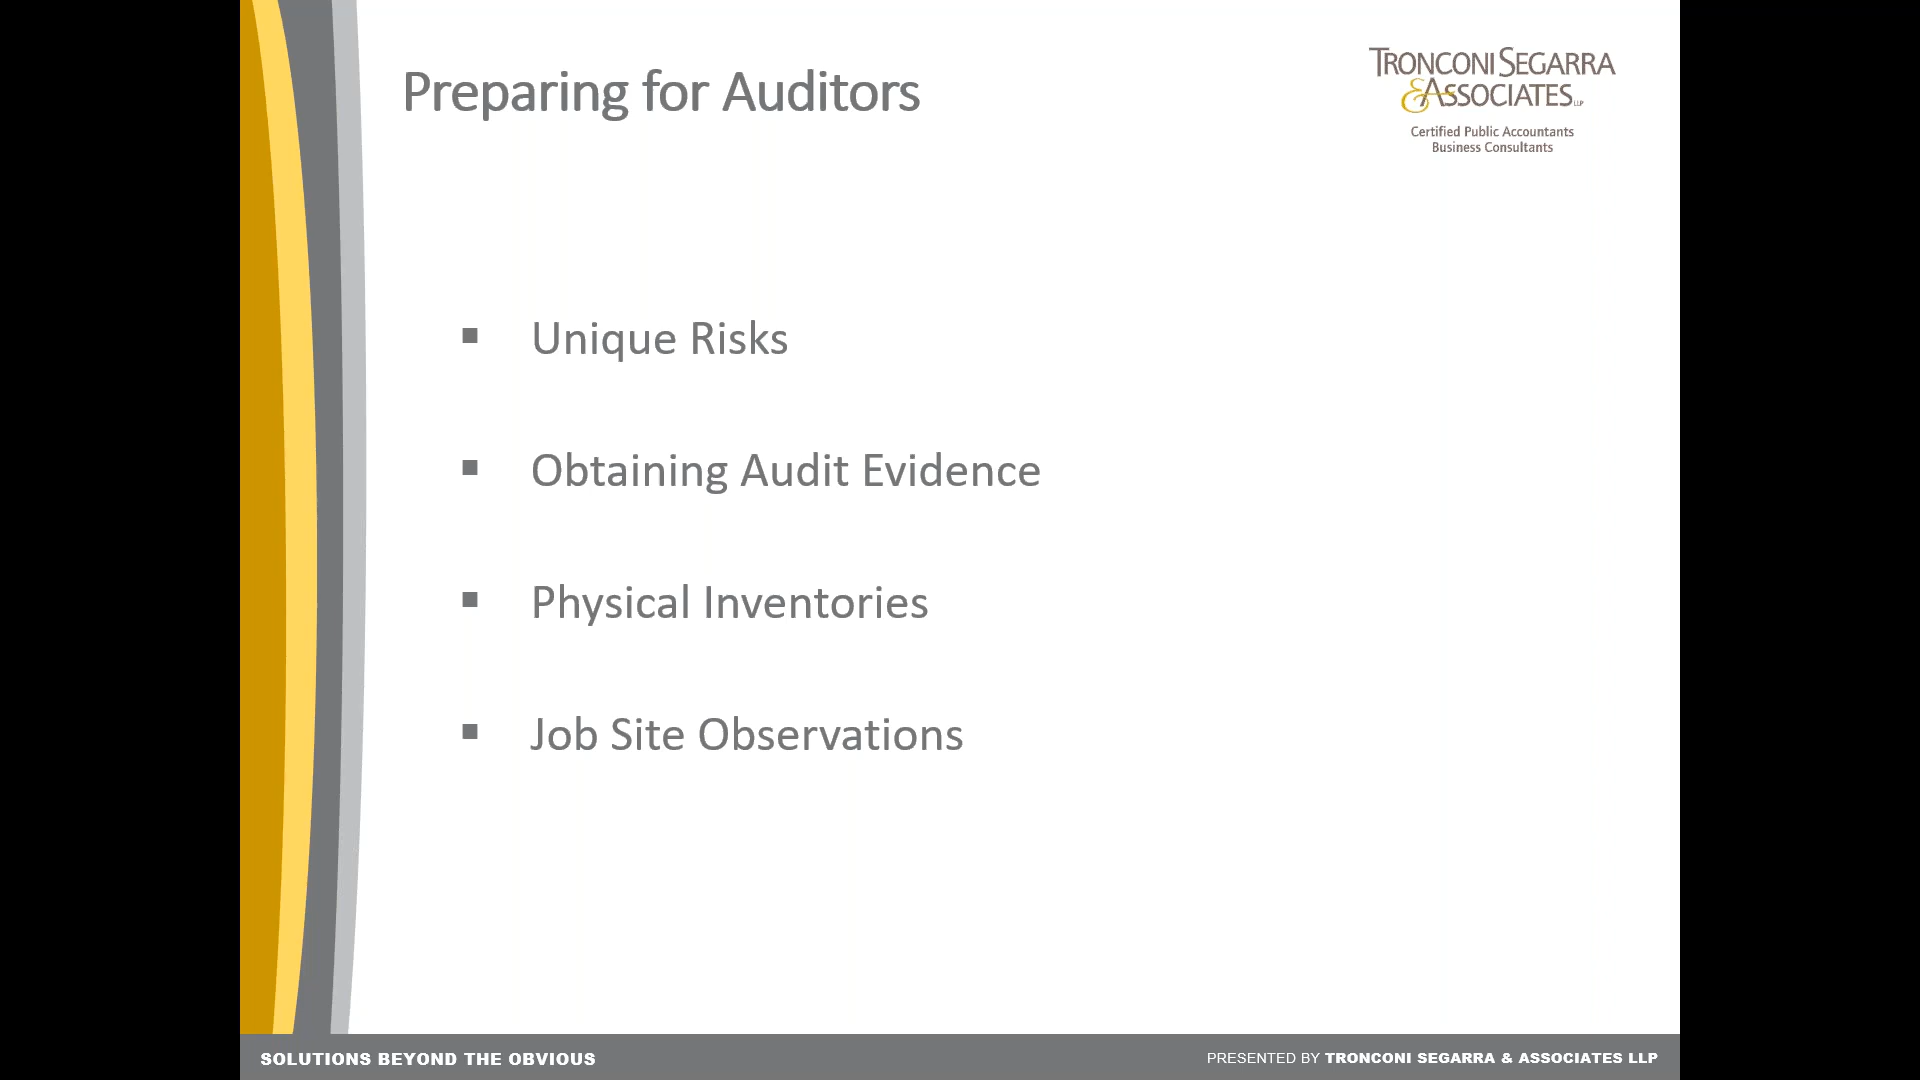 Preparing for Auditors
TRONCONI SEGARRA
& ASSOCIATES LLP
Certified Public Accountants
Business Consultants
▪ Unique Risks
▪ Obtaining Audit Evidence
▪ Physical Inventories
▪ Job Site Observations
SOLUTIONS BEYOND THE OBVIOUS
PRESENTED BY TRONCONI SEGARRA & ASSOCIATES LLP